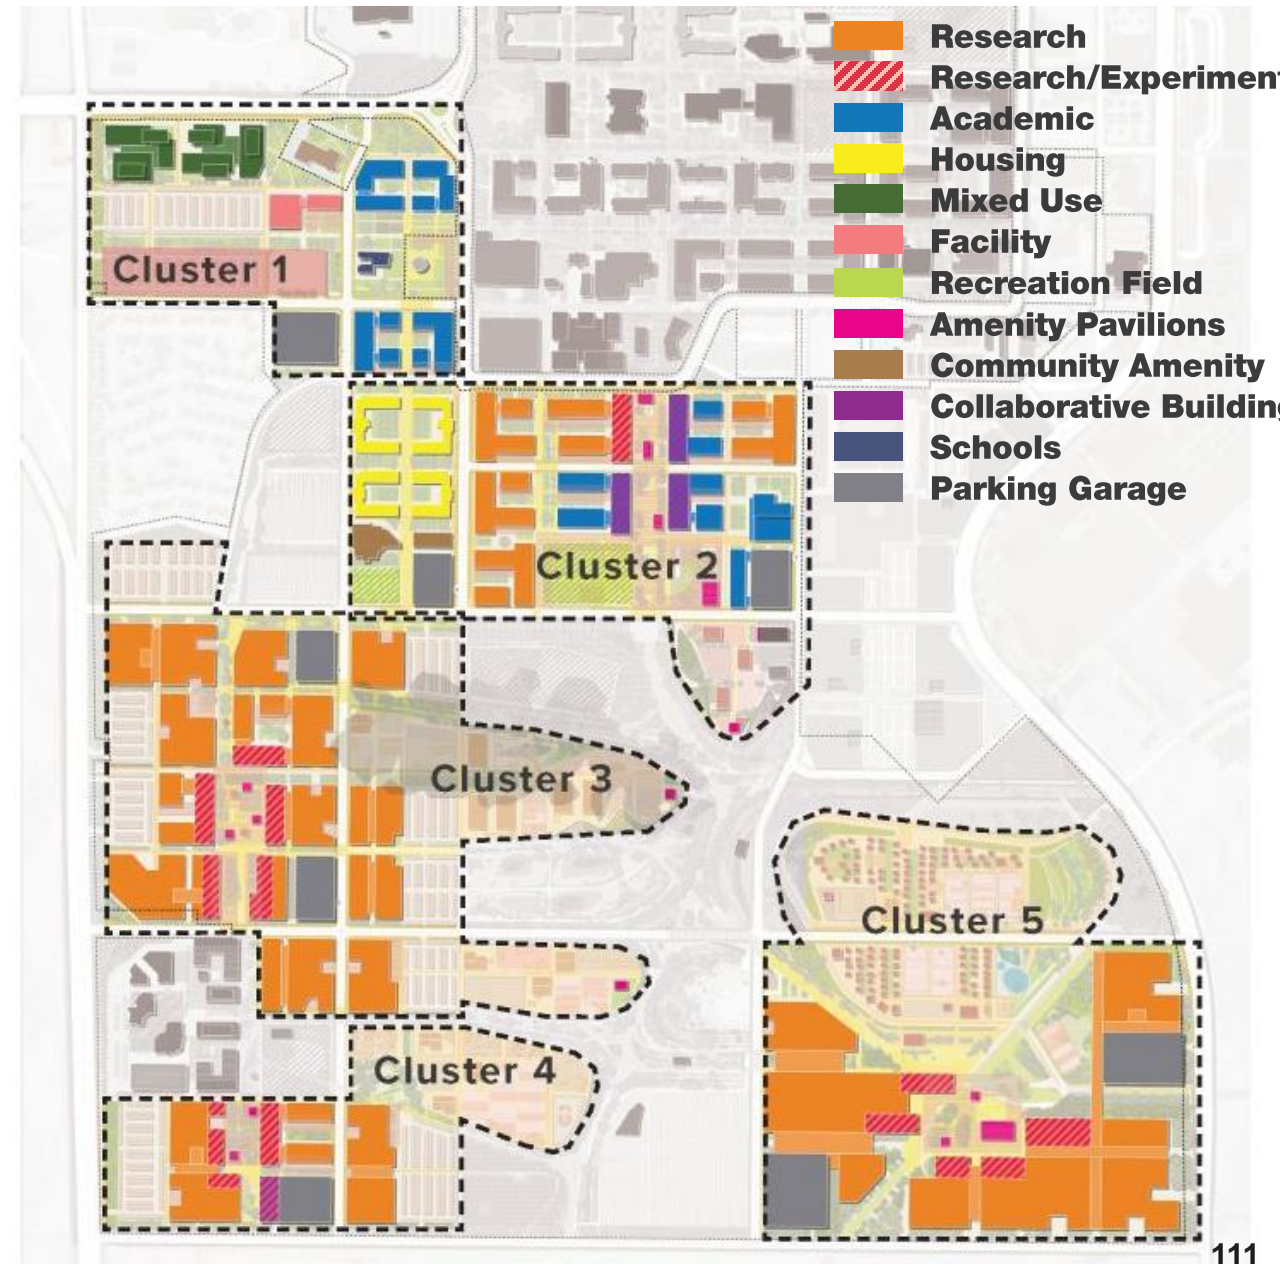 Research
Research/Experiment
Academic
Housing
Mixed Use
Facility
Recreation Field
Amenity Pavilions
Community Amenity
Collaborative Building
Schools
Parking Garage
Cluster 1
Cluster 2
Cluster 3
Cluster 5
Cluster 4
111